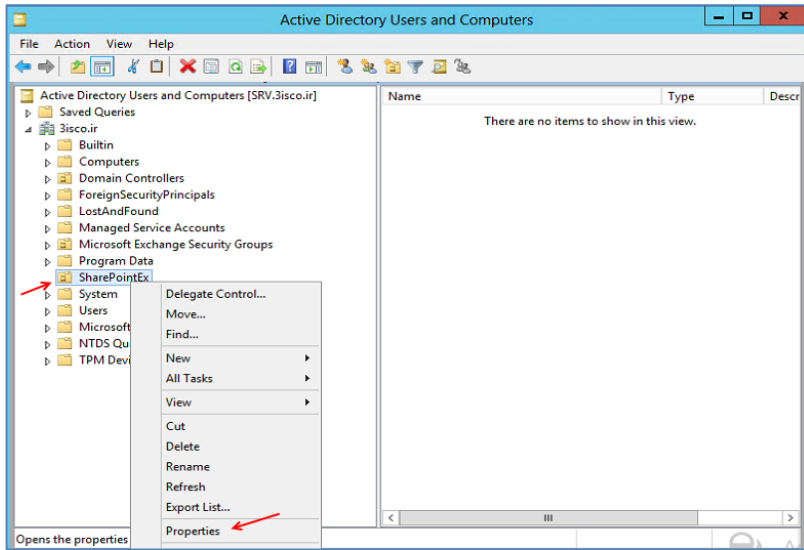 Active Directory Users and Computers
File Action View Help
Active Directory Users and Computers [SRV.3isco.ir]
Saved Queries
3isco.ir
Builtin
Computers
Domain Controllers
ForeignSecurityPrincipals
LostAndFound
Managed Service Accounts
Microsoft Exchange Security Groups
Program Data
SharePointEx
System
Users
Microsoft
NTDS Qu
TPM Devi
Name Type Descr
There are no items to show in this view.
Delegate Control...
Move...
Find...
New
All Tasks
View
Cut
Delete
Rename
Refresh
Export List...
Properties
Opens the properties